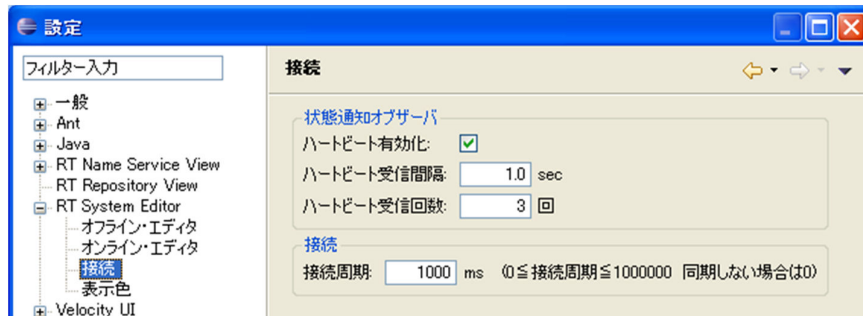 設定
フィルター入力
接続
一般
Ant
Java
RT Name Service View
RT Repository View
RT System Editor
オフライン・エディタ
オンライン・エディタ
接続
表示色
Velocity UI
状態通知オブザーバ
ハートビート有効化:
ハートビート受信間隔: 1.0 sec
ハートビート受信回数: 3 回
接続
接続周期: 1000 ms (0≦接続周期≦1000000 同期しない場合は0)